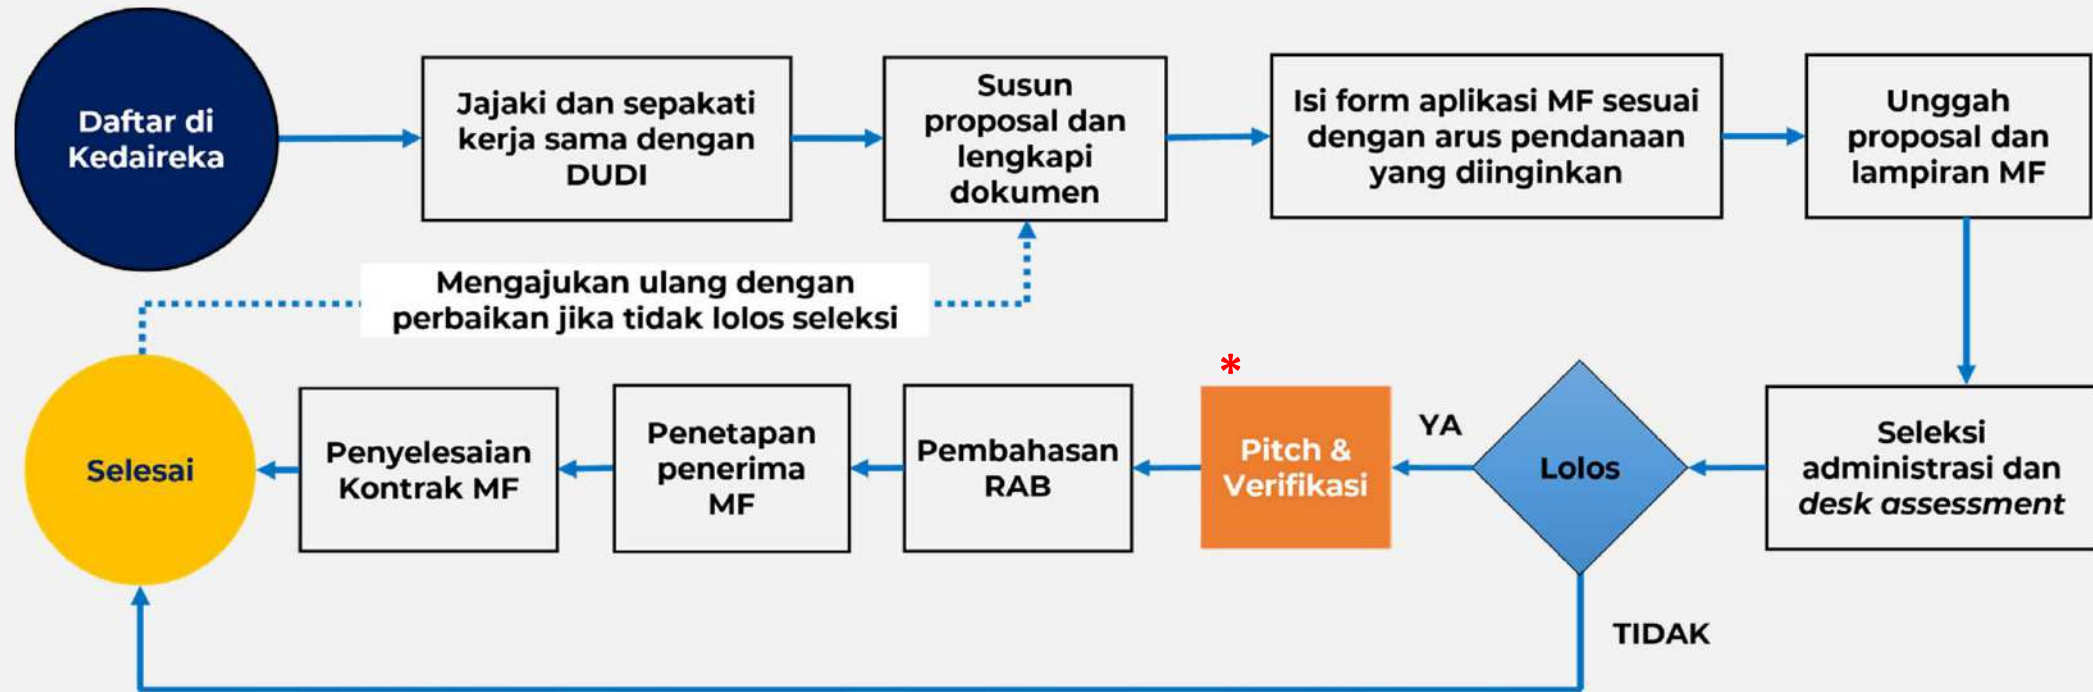 Daftar di
Kedaireka
Jajaki dan sepakati
kerja sama dengan
DUDI
Susun
proposal dan
lengkapi
dokumen
Isi form aplikasi MF sesuai
dengan arus pendanaan
yang diinginkan
Unggah
proposal dan
lampiran MF
Mengajukan ulang dengan
perbaikan jika tidak lolos seleksi
Seleksi
administrasi dan
desk assessment
Lolos
YA
TIDAK
*
Pitch &
Verifikasi
Pembahasan
RAB
Penetapan
penerima
MF
Penyelesaian
Kontrak MF
Selesai